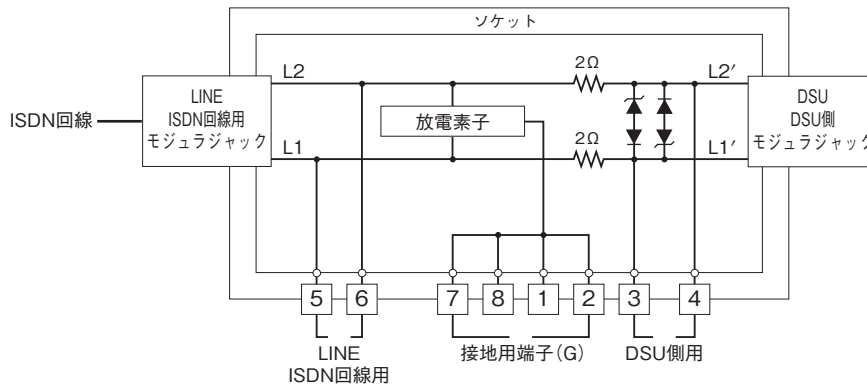 ソケット
ISDN回線
LINE
ISDN回線用
モジュラジャック
L2
L1
放電素子
2Ω
2Ω
L2′
L1′
DSU
DSU側
モジュラジャック
5
6
7
8
1
2
3
4
LINE
ISDN回線用
接地用端子(G)
DSU側用